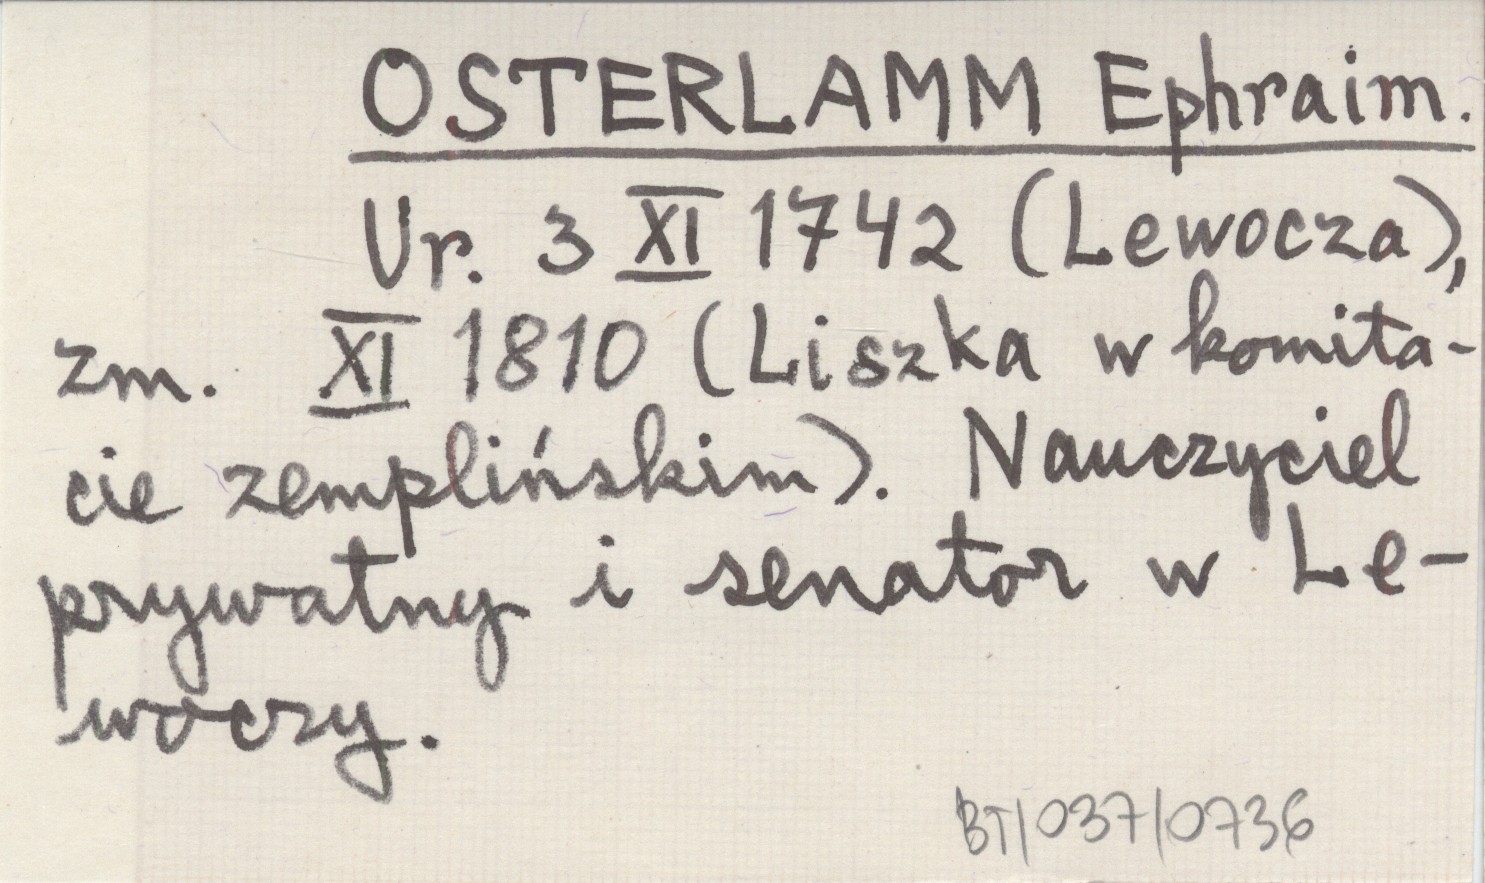 OSTERLAMM Ephraim.
Ur. 3 XI 1742 (Lewocza),
zm. XI 1810 (Liszka w komita-
cie zemplińskim). Nauczyciel
prywatny i senator w Le-
woczy.
BT/037/0736